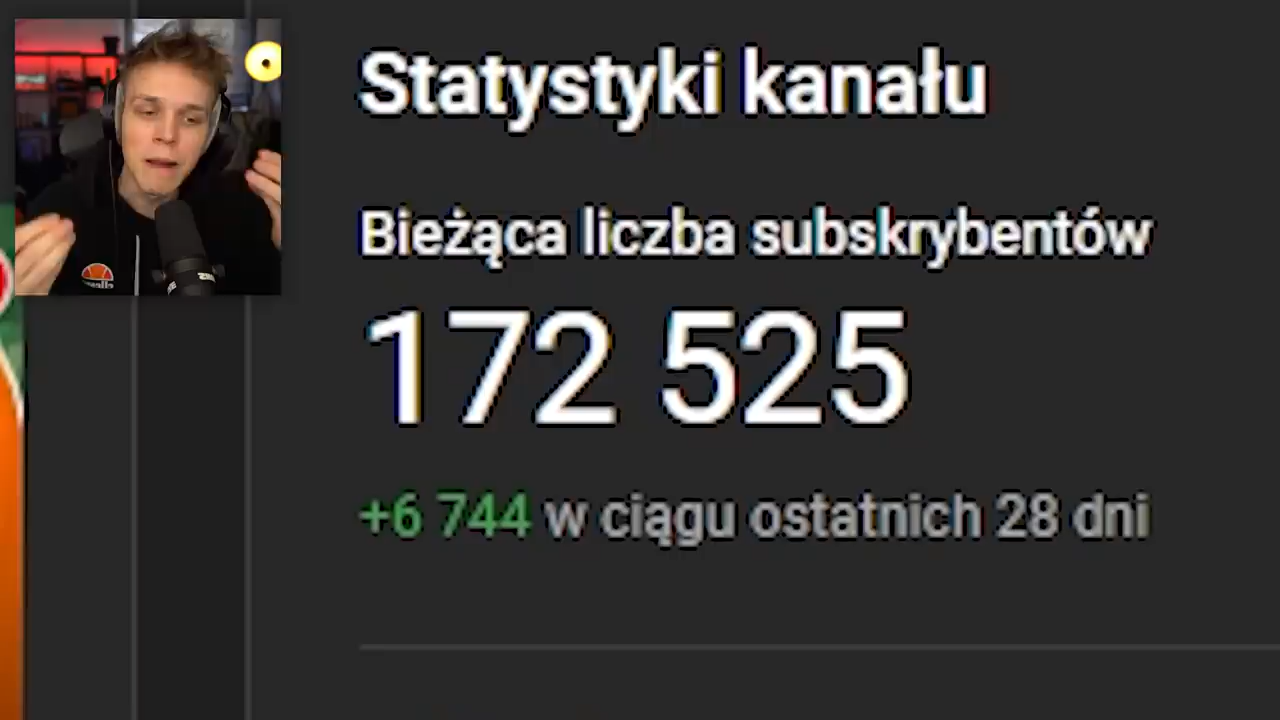 Statystyki kanału
Bieżąca liczba subskrybentów
172 525
+6 744 w ciągu ostatnich 28 dni